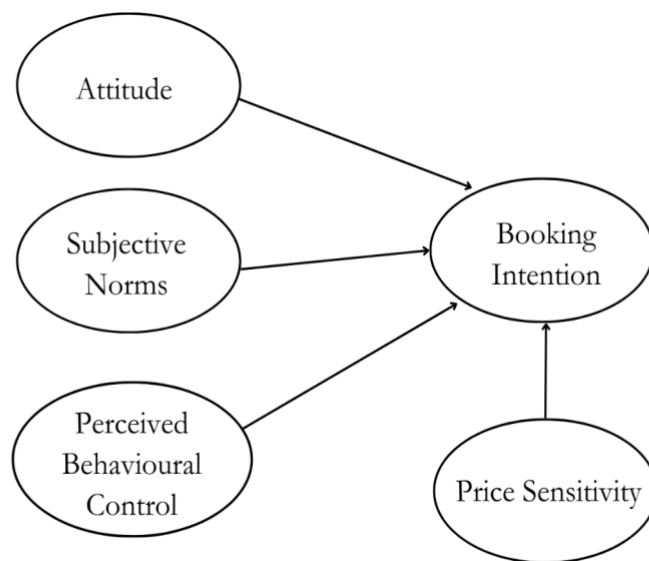 Attitude
Subjective
Norms
Booking
Intention
Perceived
Behavioural
Control
Price Sensitivity